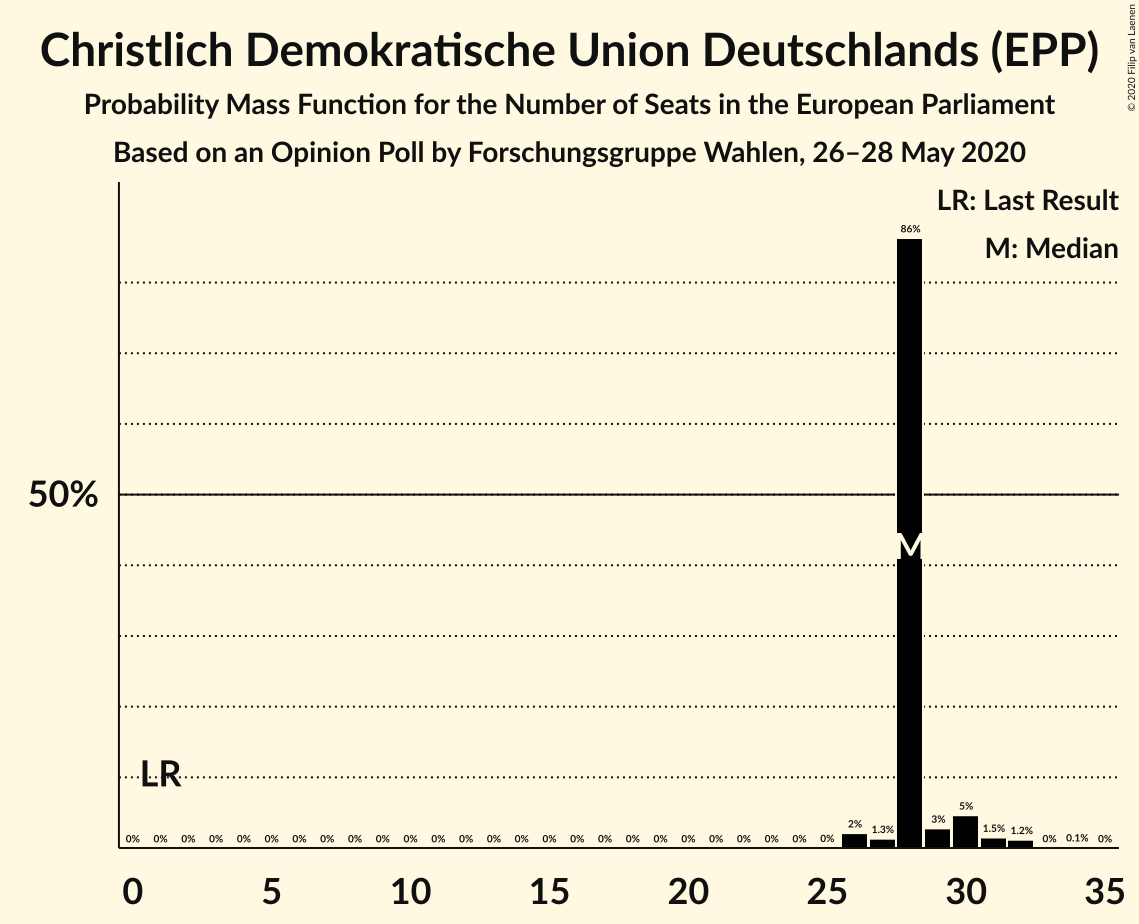 Christlich Demokratische Union Deutschlands (EPP)
Probability Mass Function for the Number of Seats in the European Parliament
Based on an Opinion Poll by Forschungsgruppe Wahlen, 26–28 May 2020
© 2020 Filip van Laenen
LR: Last Result
M: Median
86%
50%
M
LR
0% 0% 0% 0% 0% 0% 0% 0% 0% 0% 0% 0% 0% 0% 0% 0% 0% 0% 0% 0% 0% 0% 0% 0% 0% 0% 2% 1.3% 3% 5% 1.5% 1.2% 0% 0.1% 0%
0 5 10 15 20 25 30 35